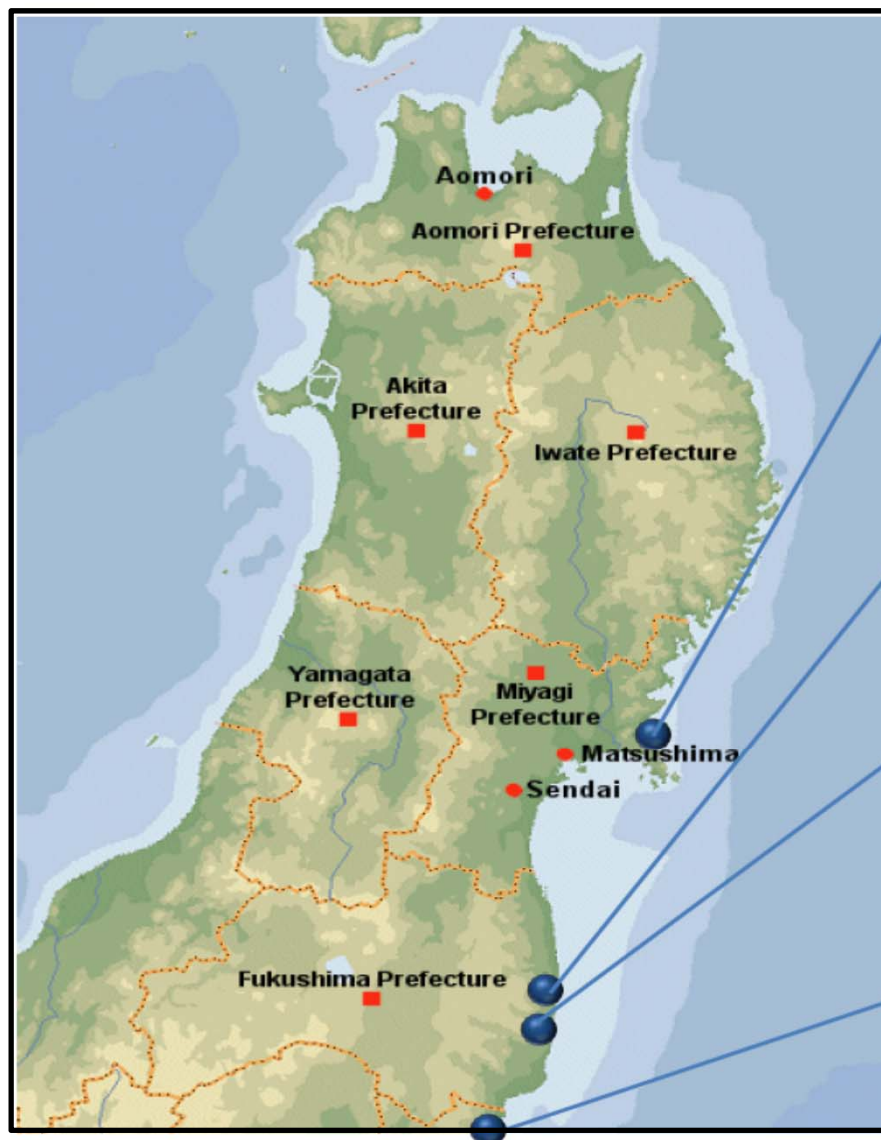 Aomori
Aomori Prefecture
Akita
Prefecture
Iwate Prefecture
Yamagata
Prefecture
Miyagi
Prefecture
Matsushima
Sendai
Fukushima Prefecture